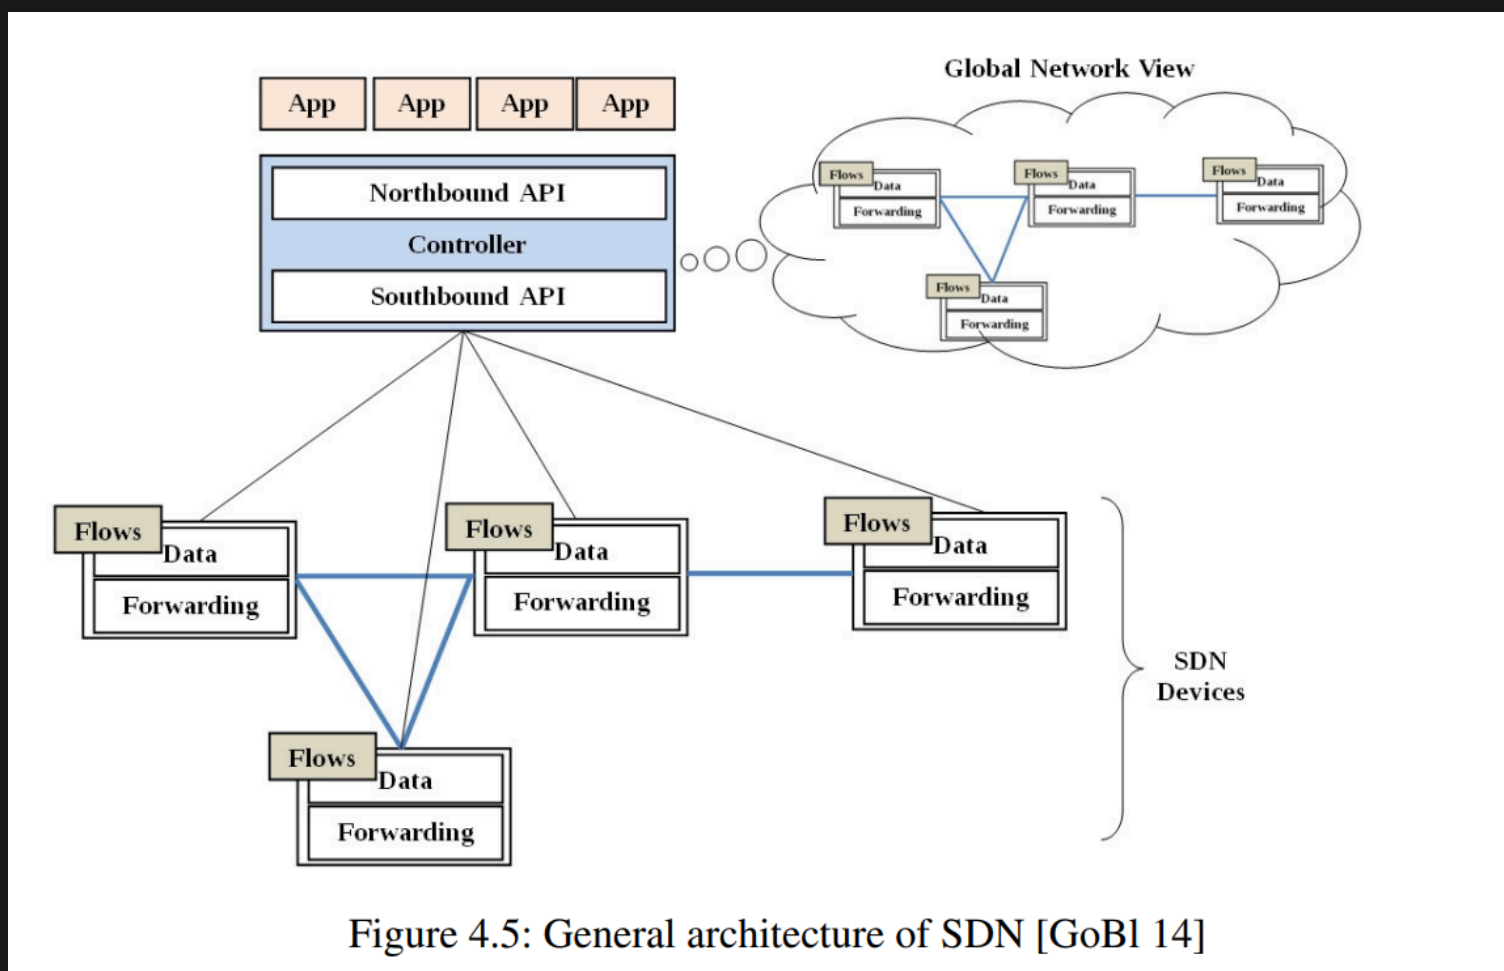 Global Network View
App App App App
Northbound API
Controller
Southbound API
Flows
Data
Forwarding
Flows
Data
Forwarding
Flows
Data
Forwarding
Flows
Data
Forwarding
Flows
Data
Forwarding
Flows
Data
Forwarding
Flows
Data
Forwarding
Flows
Data
Forwarding
SDN
Devices
Figure 4.5: General architecture of SDN [GoBl 14]